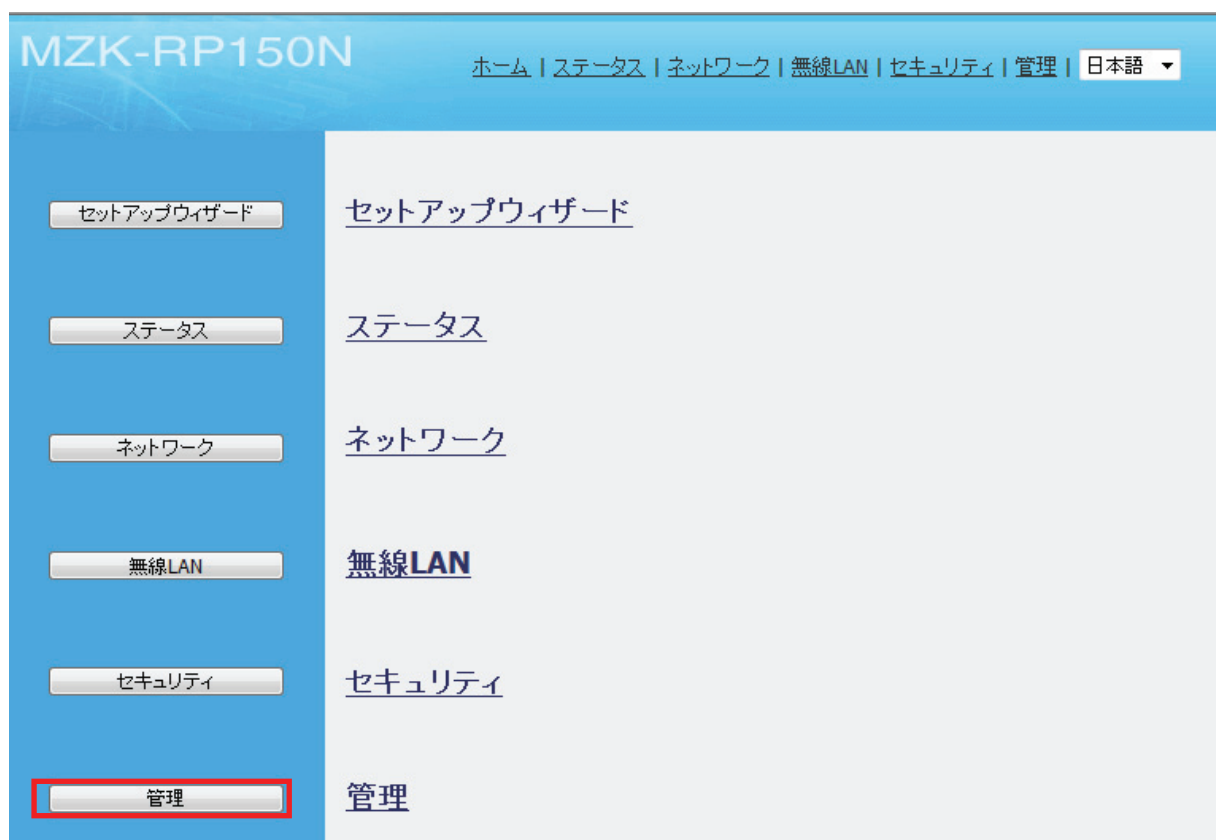 MZK-RP150N
ホーム | ステータス | ネットワーク | 無線LAN | セキュリティ | 管理 | 日本語
セットアップウィザード セットアップウィザード
ステータス ステータス
ネットワーク ネットワーク
無線LAN 無線LAN
セキュリティ セキュリティ
管理 管理